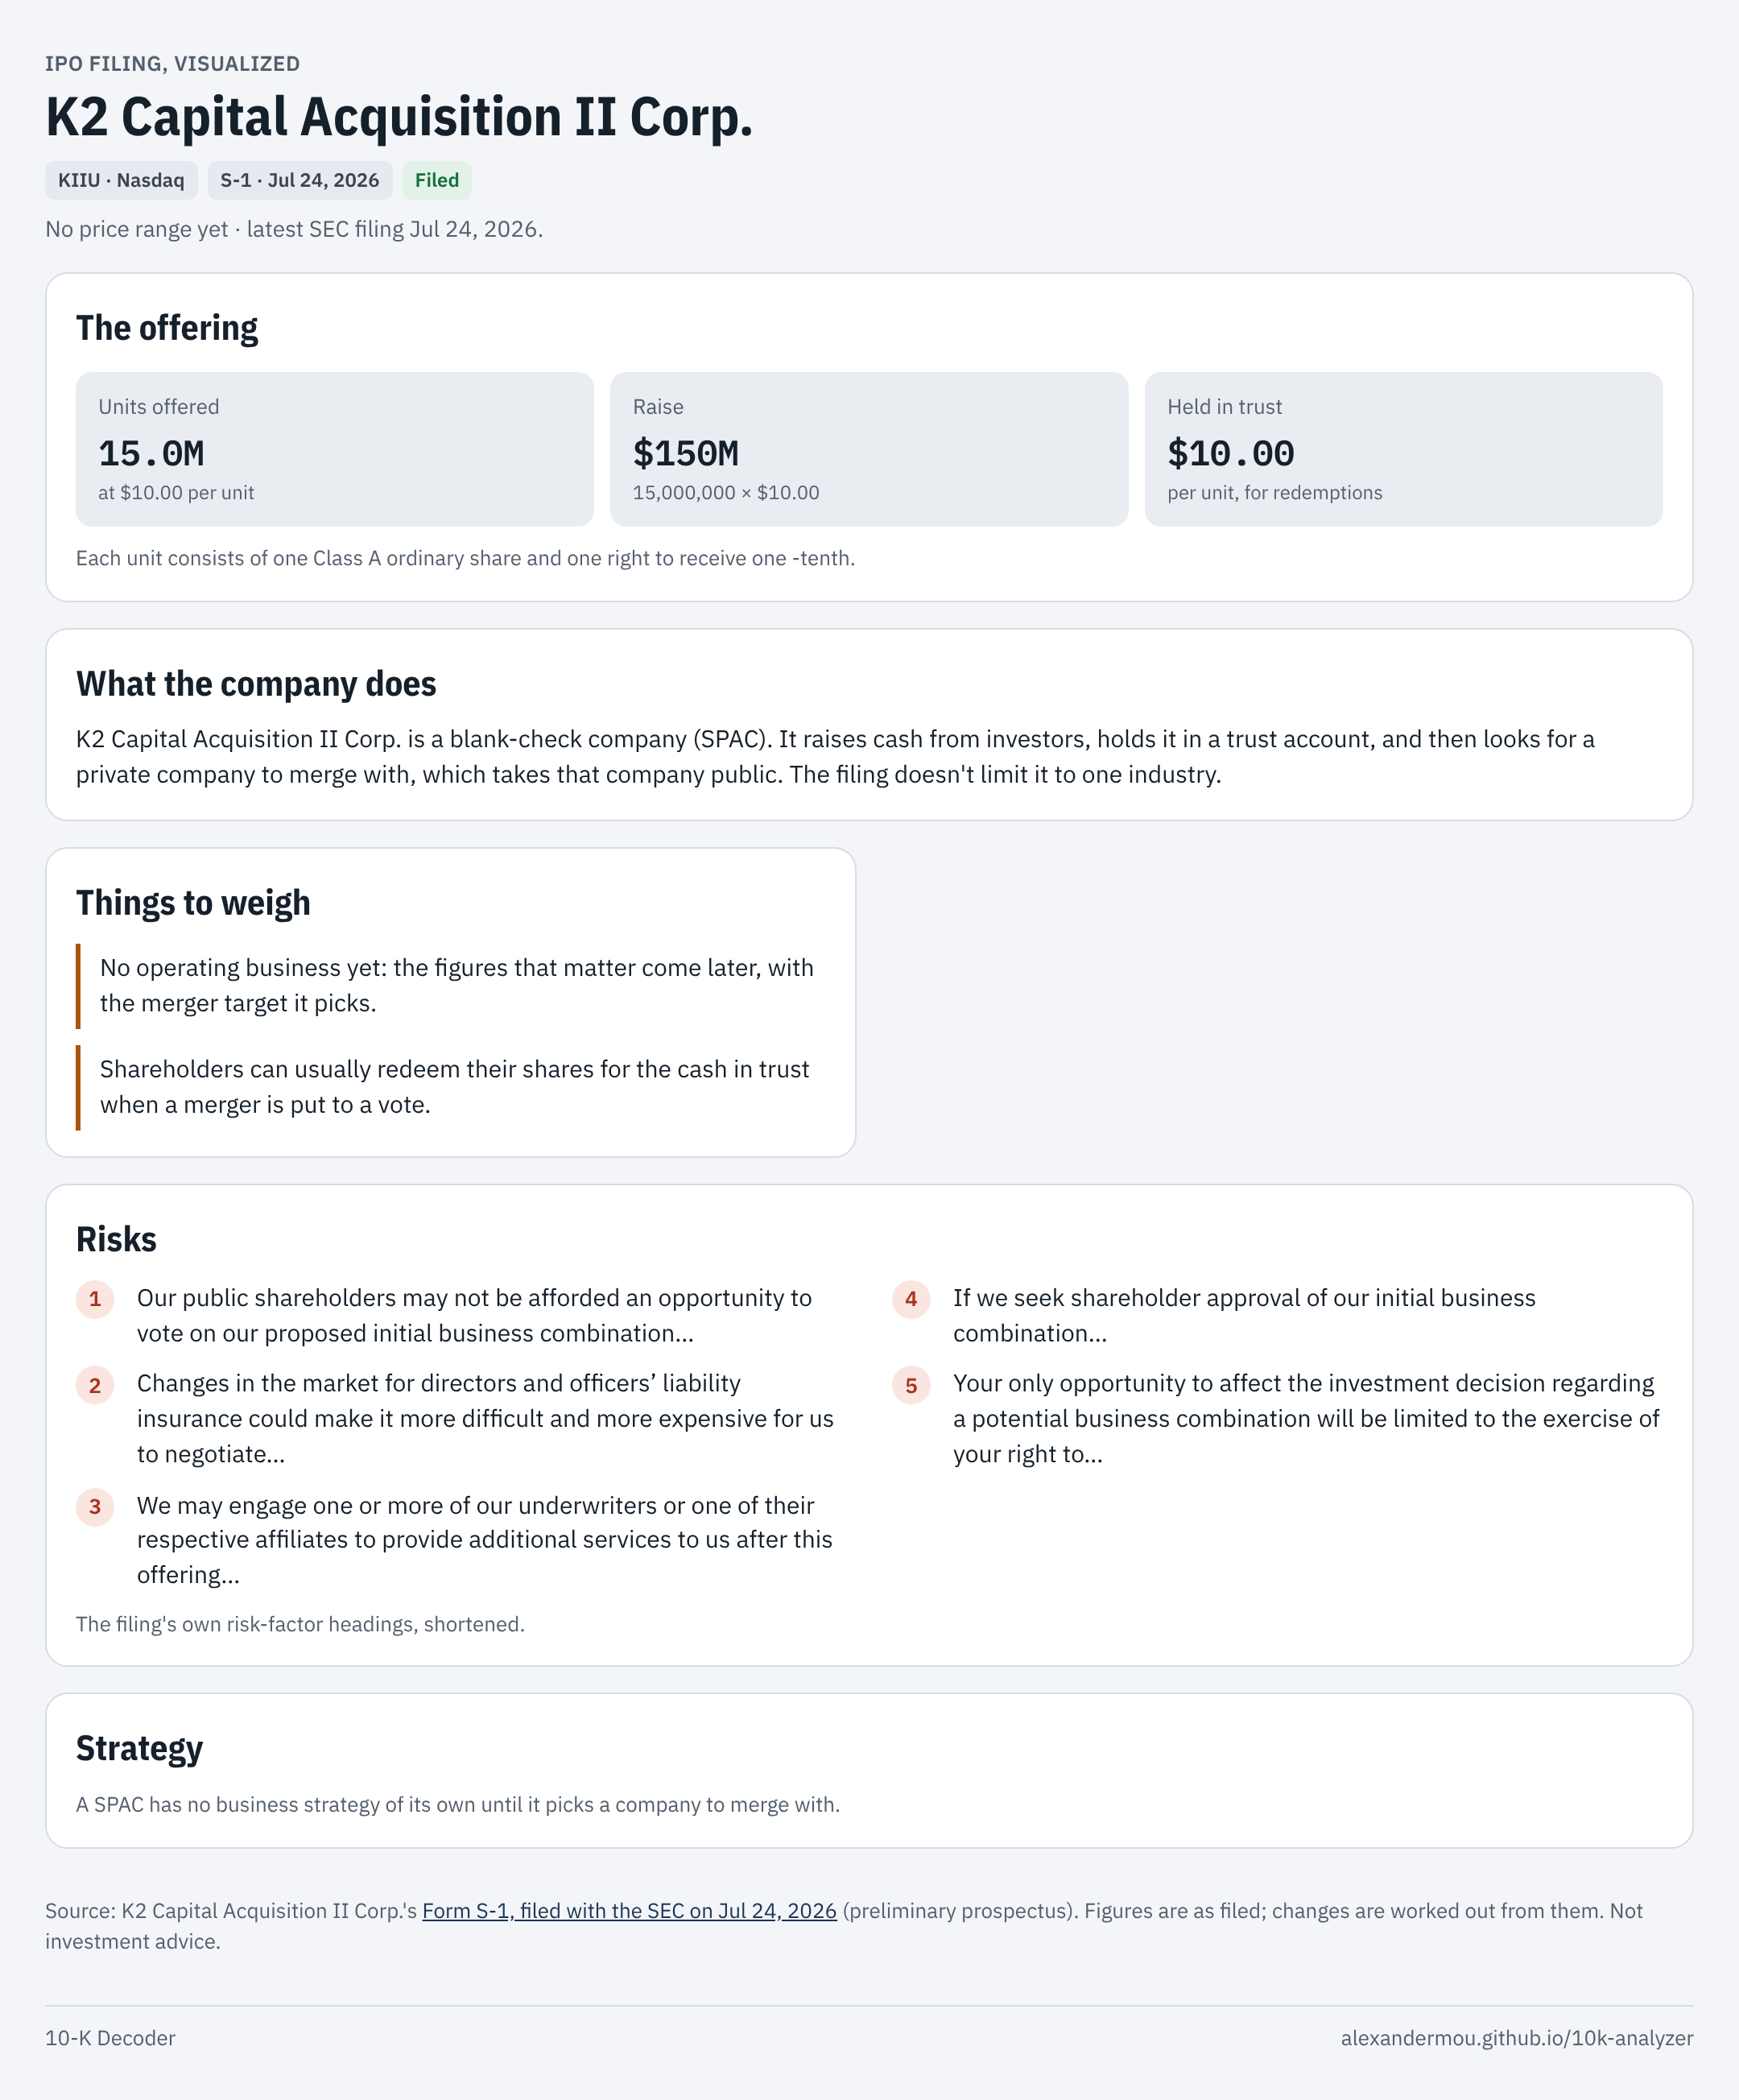 IPO FILING, VISUALIZED
K2 Capital Acquisition II Corp.
KIIU · Nasdaq
S-1 · Jul 24, 2026
Filed
No price range yet · latest SEC filing Jul 24, 2026.
The offering
Units offered
15.0M
at $10.00 per unit
Raise
$150M
15,000,000 × $10.00
Held in trust
$10.00
per unit, for redemptions
Each unit consists of one Class A ordinary share and one right to receive one -tenth.
What the company does
K2 Capital Acquisition II Corp. is a blank-check company (SPAC). It raises cash from investors, holds it in a trust account, and then looks for a
private company to merge with, which takes that company public. The filing doesn't limit it to one industry.
Things to weigh
No operating business yet: the figures that matter come later, with
the merger target it picks.
Shareholders can usually redeem their shares for the cash in trust
when a merger is put to a vote.
Risks
1
Our public shareholders may not be afforded an opportunity to
vote on our proposed initial business combination…
2
Changes in the market for directors and officers’ liability
insurance could make it more difficult and more expensive for us
to negotiate…
3
We may engage one or more of our underwriters or one of their
respective affiliates to provide additional services to us after this
offering…
4
If we seek shareholder approval of our initial business
combination…
5
Your only opportunity to affect the investment decision regarding
a potential business combination will be limited to the exercise of
your right to…
The filing's own risk-factor headings, shortened.
Strategy
A SPAC has no business strategy of its own until it picks a company to merge with.
Source: K2 Capital Acquisition II Corp.'s Form S-1, filed with the SEC on Jul 24, 2026 (preliminary prospectus). Figures are as filed; changes are worked out from them. Not
investment advice.
10-K Decoder
alexandermou.github.io/10k-analyzer